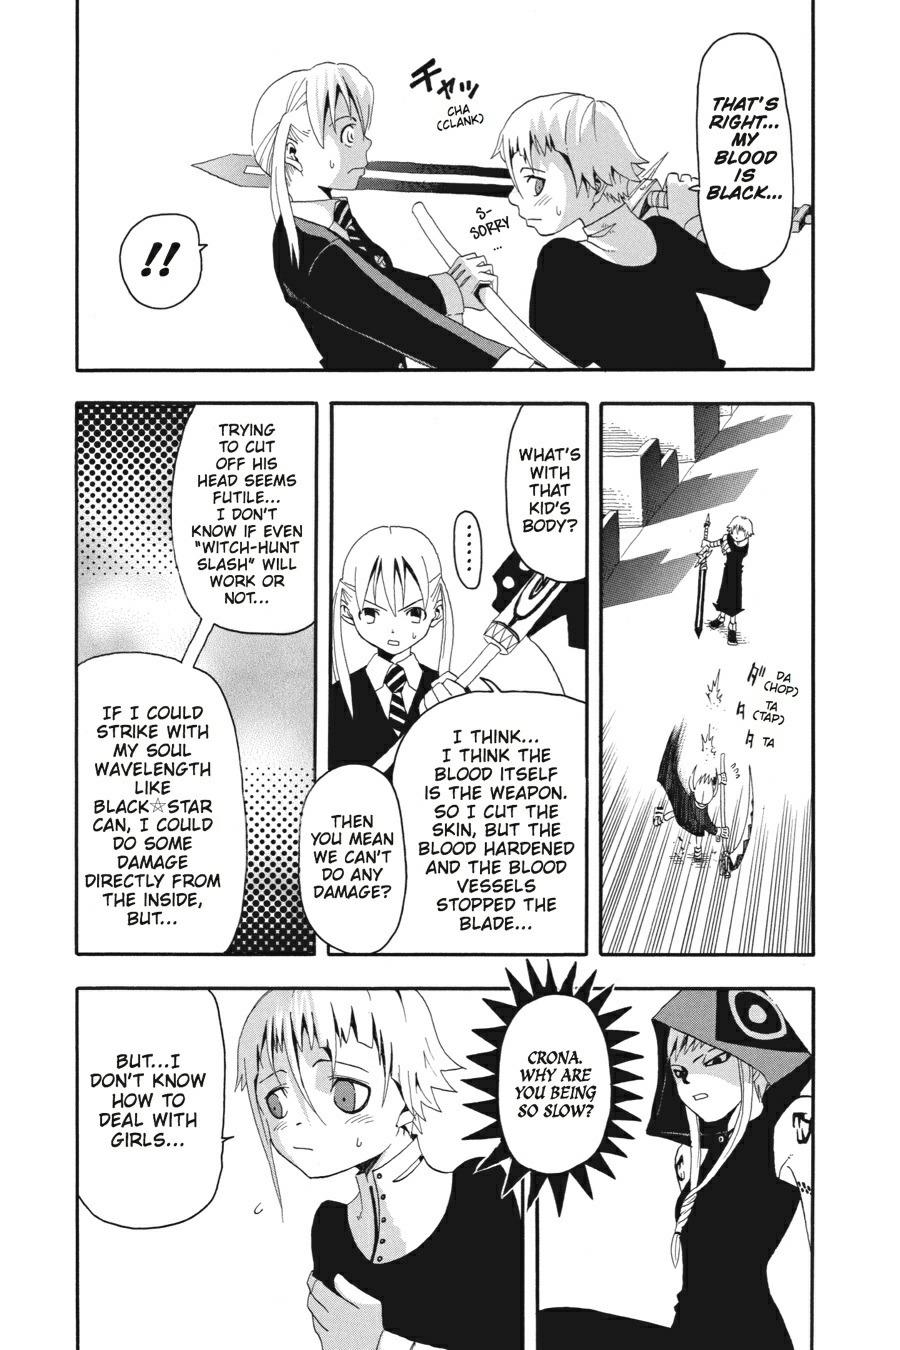 THAT'S
RIGHT...
MY
BLOOD
IS
BLACK...
チャッ
CHA
(CLANK)
S-
SORRY
...
!!
DA
(HOP)
TA
(TAP)
TA
ダ
タ
タ
WHAT'S
WITH
THAT
KID'S
BODY?
......
I THINK...
I THINK THE
BLOOD ITSELF
IS THE WEAPON.
SO I CUT THE
SKIN, BUT THE
BLOOD HARDENED
AND THE BLOOD
VESSELS
STOPPED THE
BLADE...
THEN
YOU MEAN
WE CAN'T
DO ANY
DAMAGE?
TRYING
TO CUT
OFF HIS
HEAD SEEMS
FUTILE...
I DON'T
KNOW IF EVEN
"WITCH-HUNT
SLASH" WILL
WORK OR
NOT...
IF I COULD
STRIKE WITH
MY SOUL
WAVELENGTH
LIKE
BLACK☆STAR
CAN, I COULD
DO SOME
DAMAGE
DIRECTLY FROM
THE INSIDE,
BUT...
CRONA.
WHY ARE
YOU BEING
SO SLOW?
BUT...I
DON'T KNOW
HOW TO
DEAL WITH
GIRLS...